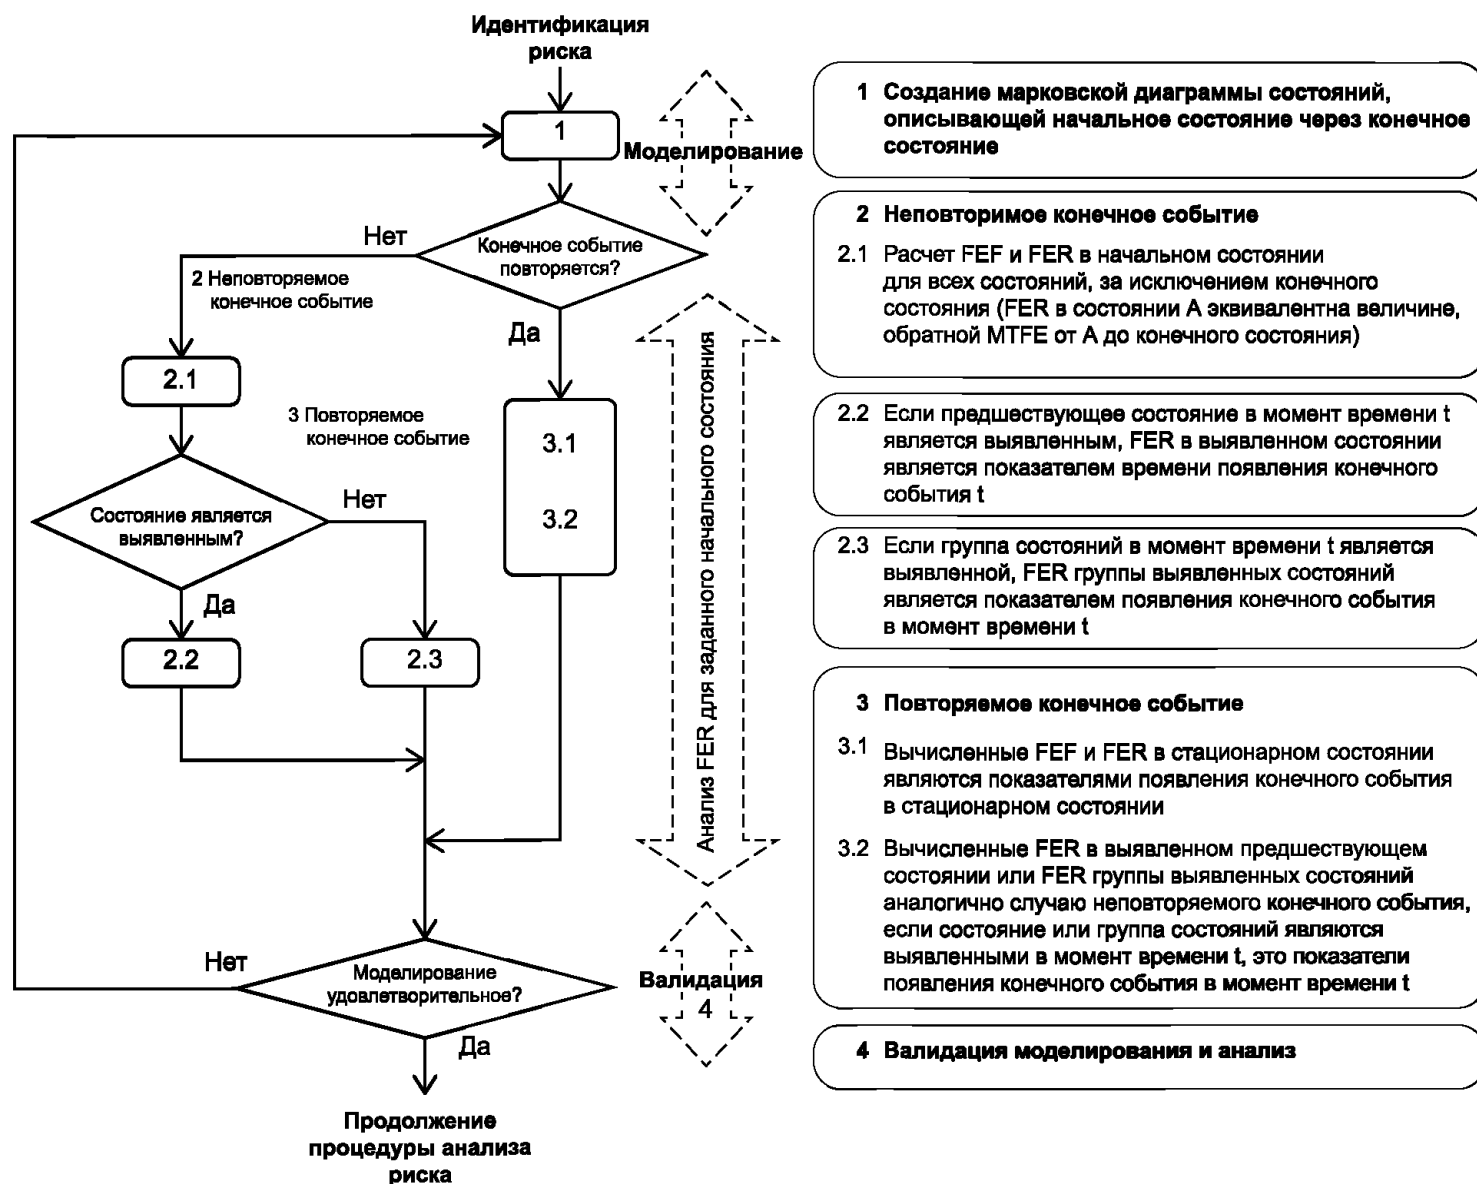 Идентификация
риска
1
Моделирование
Конечное событие
повторяется?
Нет
2 Неповторяемое
конечное событие
Да
2.1
3 Повторяемое
конечное событие
3.1
3.2
Состояние является
выявленным?
Нет
Да
2.2
2.3
Анализ FER для заданного начального состояния
Моделирование
удовлетворительное?
Нет
Да
Валидация
4
Продолжение
процедуры анализа
риска
1 Создание марковской диаграммы состояний,
описывающей начальное состояние через конечное
состояние
2 Неповторимое конечное событие
2.1 Расчет FEF и FER в начальном состоянии
для всех состояний, за исключением конечного
состояния (FER в состоянии А эквивалентна величине,
обратной MTFE от А до конечного состояния)
2.2 Если предшествующее состояние в момент времени t
является выявленным, FER в выявленном состоянии
является показателем времени появления конечного
события t
2.3 Если группа состояний в момент времени t является
выявленной, FER группы выявленных состояний
является показателем появления конечного события
в момент времени t
3 Повторяемое конечное событие
3.1 Вычисленные FEF и FER в стационарном состоянии
являются показателями появления конечного события
в стационарном состоянии
3.2 Вычисленные FER в выявленном предшествующем
состоянии или FER группы выявленных состояний
аналогично случаю неповторяемого конечного события,
если состояние или группа состояний являются
выявленными в момент времени t, это показатели
появления конечного события в момент времени t
4 Валидация моделирования и анализ